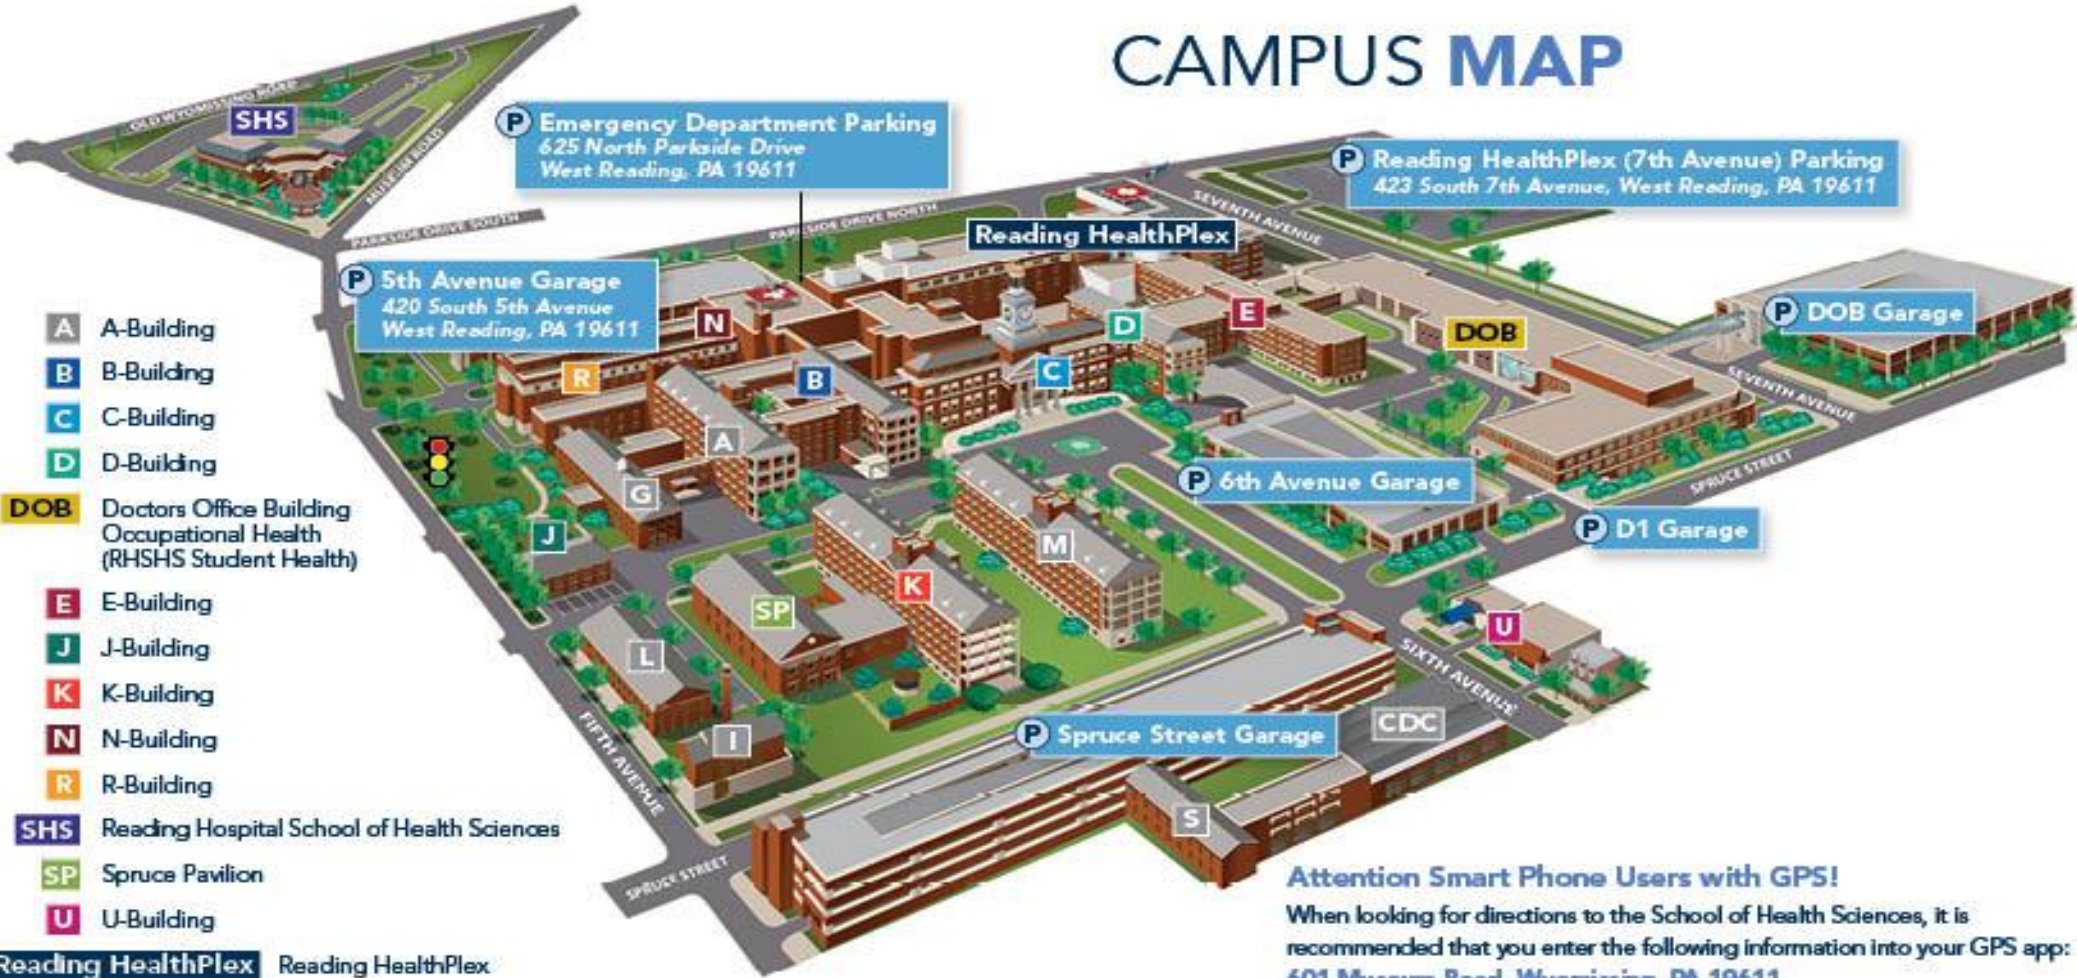 CAMPUS MAP
OLD WYOMISSING ROAD
SHS
MUSEUM ROAD
PARKSIDE DRIVE SOUTH
P Emergency Department Parking
625 North Parkside Drive
West Reading, PA 19611
P Reading HealthPlex (7th Avenue) Parking
423 South 7th Avenue, West Reading, PA 19611
PARKSIDE DRIVE NORTH
SEVENTH AVENUE
Reading HealthPlex
P 5th Avenue Garage
420 South 5th Avenue
West Reading, PA 19611
N
D
E
DOB
P DOB Garage
R
B
C
SEVENTH AVENUE
A
G
P 6th Avenue Garage
SPRUCE STREET
J
M
P D1 Garage
K
SP
U
L
SIXTH AVENUE
I
P Spruce Street Garage
CDC
FIFTH AVENUE
S
SPRUCE STREET
A A-Building
B B-Building
C C-Building
D D-Building
DOB Doctors Office Building
Occupational Health
(RHSHS Student Health)
E E-Building
J J-Building
K K-Building
N N-Building
R R-Building
SHS Reading Hospital School of Health Sciences
SP Spruce Pavilion
U U-Building
Reading HealthPlex Reading HealthPlex
Attention Smart Phone Users with GPS!
When looking for directions to the School of Health Sciences, it is
recommended that you enter the following information into your GPS app:
601 Museum Road, Wyomissing, PA 19611